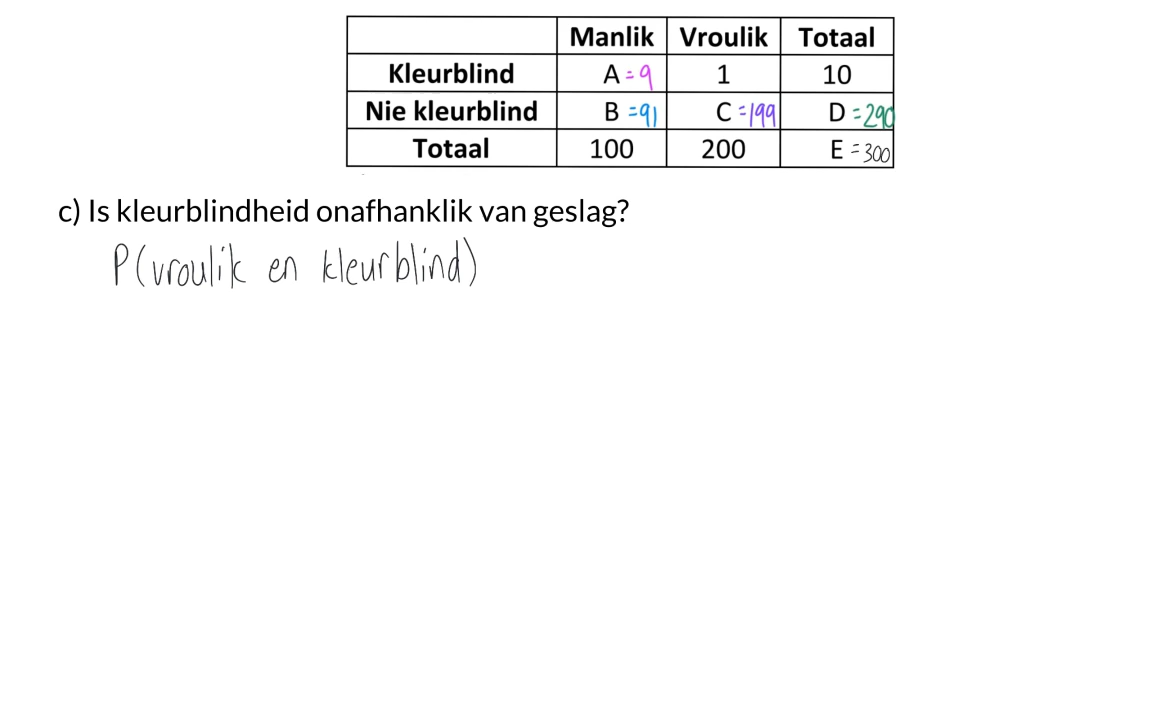 Manlik Vroulik Totaal
Kleurblind A = 9 1 10
Nie kleurblind B = 91 C = 199 D = 290
Totaal 100 200 E = 300
c) Is kleurblindheid onafhanklik van geslag?
P(vroulik en kleurblind)